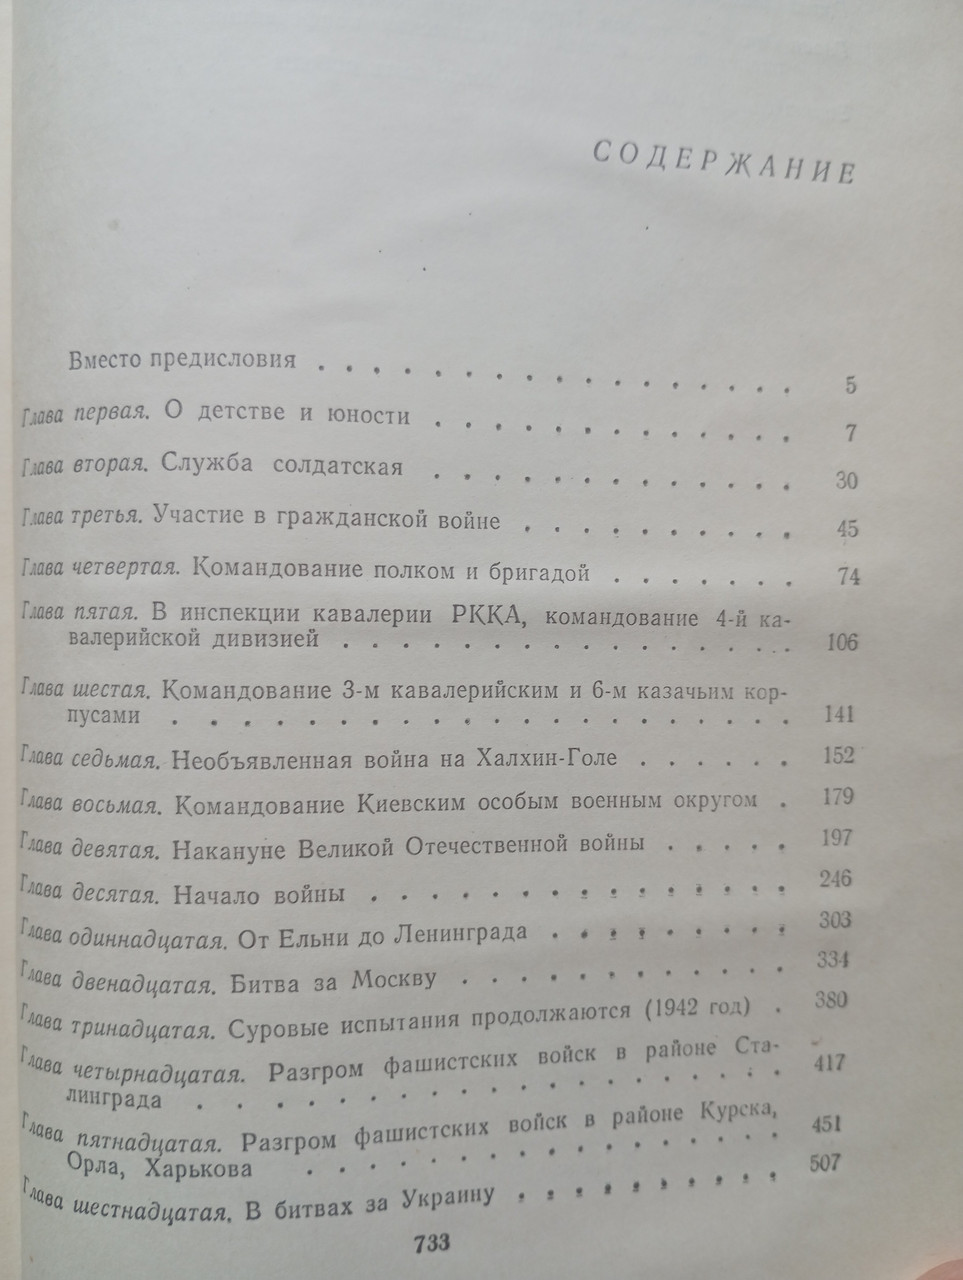 СОДЕРЖАНИЕ
Вместо предисловия . . . . . . . . . . . . . . . . . 5
Глава первая. О детстве и юности . . . . . . . . . . . . . 7
Глава вторая. Служба солдатская . . . . . . . . . . . . . 30
Глава третья. Участие в гражданской войне . . . . . . . . . . 45
Глава четвертая. Командование полком и бригадой . . . . . . . 74
Глава пятая. В инспекции кавалерии РККА, командование 4-й ка-
валерийской дивизией . . . . . . . . . . . . . . . . 106
Глава шестая. Командование 3-м кавалерийским и 6-м казачьим кор-
пусами . . . . . . . . . . . . . . . . . . . . . . 141
Глава седьмая. Необъявленная война на Халхин-Голе . . . . . . 152
Глава восьмая. Командование Киевским особым военным округом . 179
Глава девятая. Накануне Великой Отечественной войны . . . . . 197
Глава десятая. Начало войны . . . . . . . . . . . . . . . 246
Глава одиннадцатая. От Ельни до Ленинграда . . . . . . . . . 303
Глава двенадцатая. Битва за Москву . . . . . . . . . . . . 334
Глава тринадцатая. Суровые испытания продолжаются (1942 год) . 380
Глава четырнадцатая. Разгром фашистских войск в районе Ста-
линграда . . . . . . . . . . . . . . . . . . . . . 417
Глава пятнадцатая. Разгром фашистских войск в районе Курска,
Орла, Харькова . . . . . . . . . . . . . . . . . 451
Глава шестнадцатая. В битвах за Украину . . . . . . . . . . 507
733